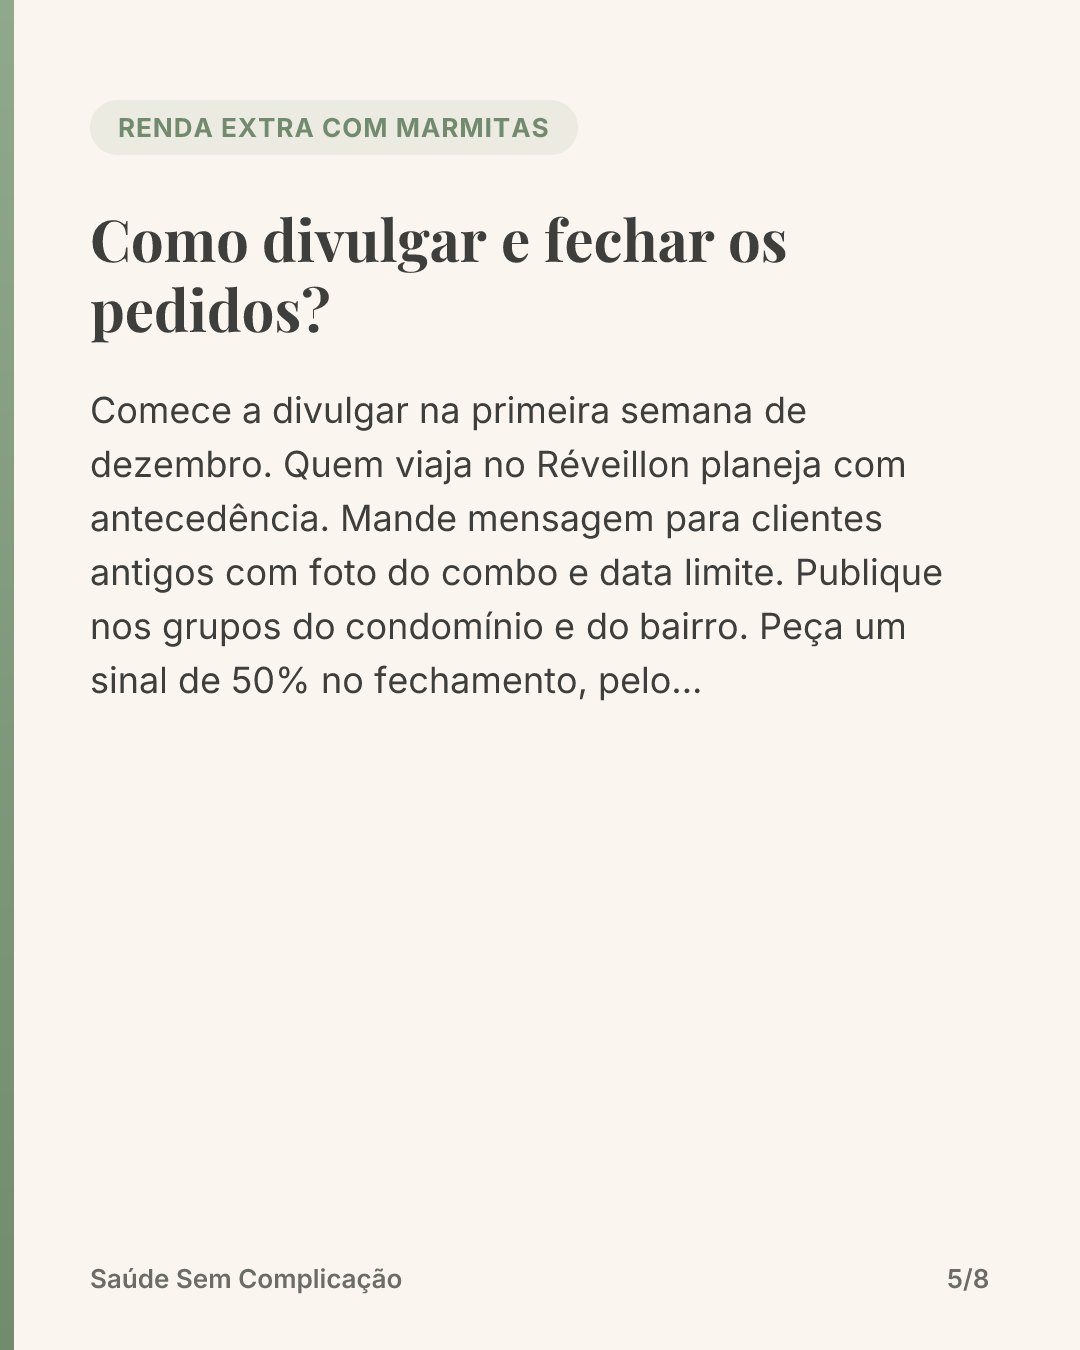 RENDA EXTRA COM MARMITAS
Como divulgar e fechar os
pedidos?
Comece a divulgar na primeira semana de
dezembro. Quem viaja no Réveillon planeja com
antecedência. Mande mensagem para clientes
antigos com foto do combo e data limite. Publique
nos grupos do condomínio e do bairro. Peça um
sinal de 50% no fechamento, pelo...
Saúde Sem Complicação
5/8